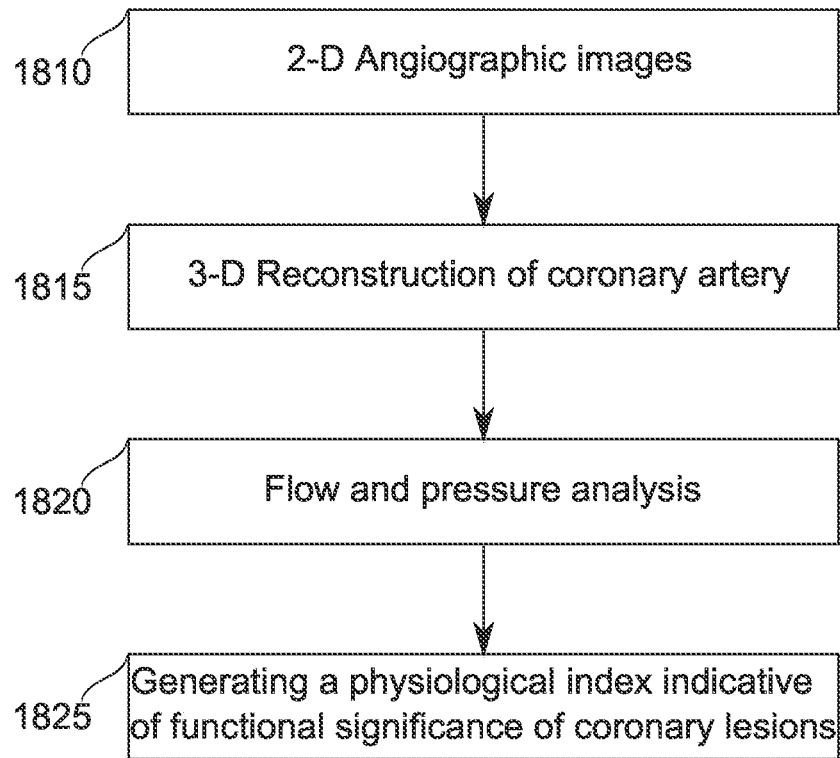 1810
2-D Angiographic images
1815
3-D Reconstruction of coronary artery
1820
Flow and pressure analysis
1825
Generating a physiological index indicative
of functional significance of coronary lesions